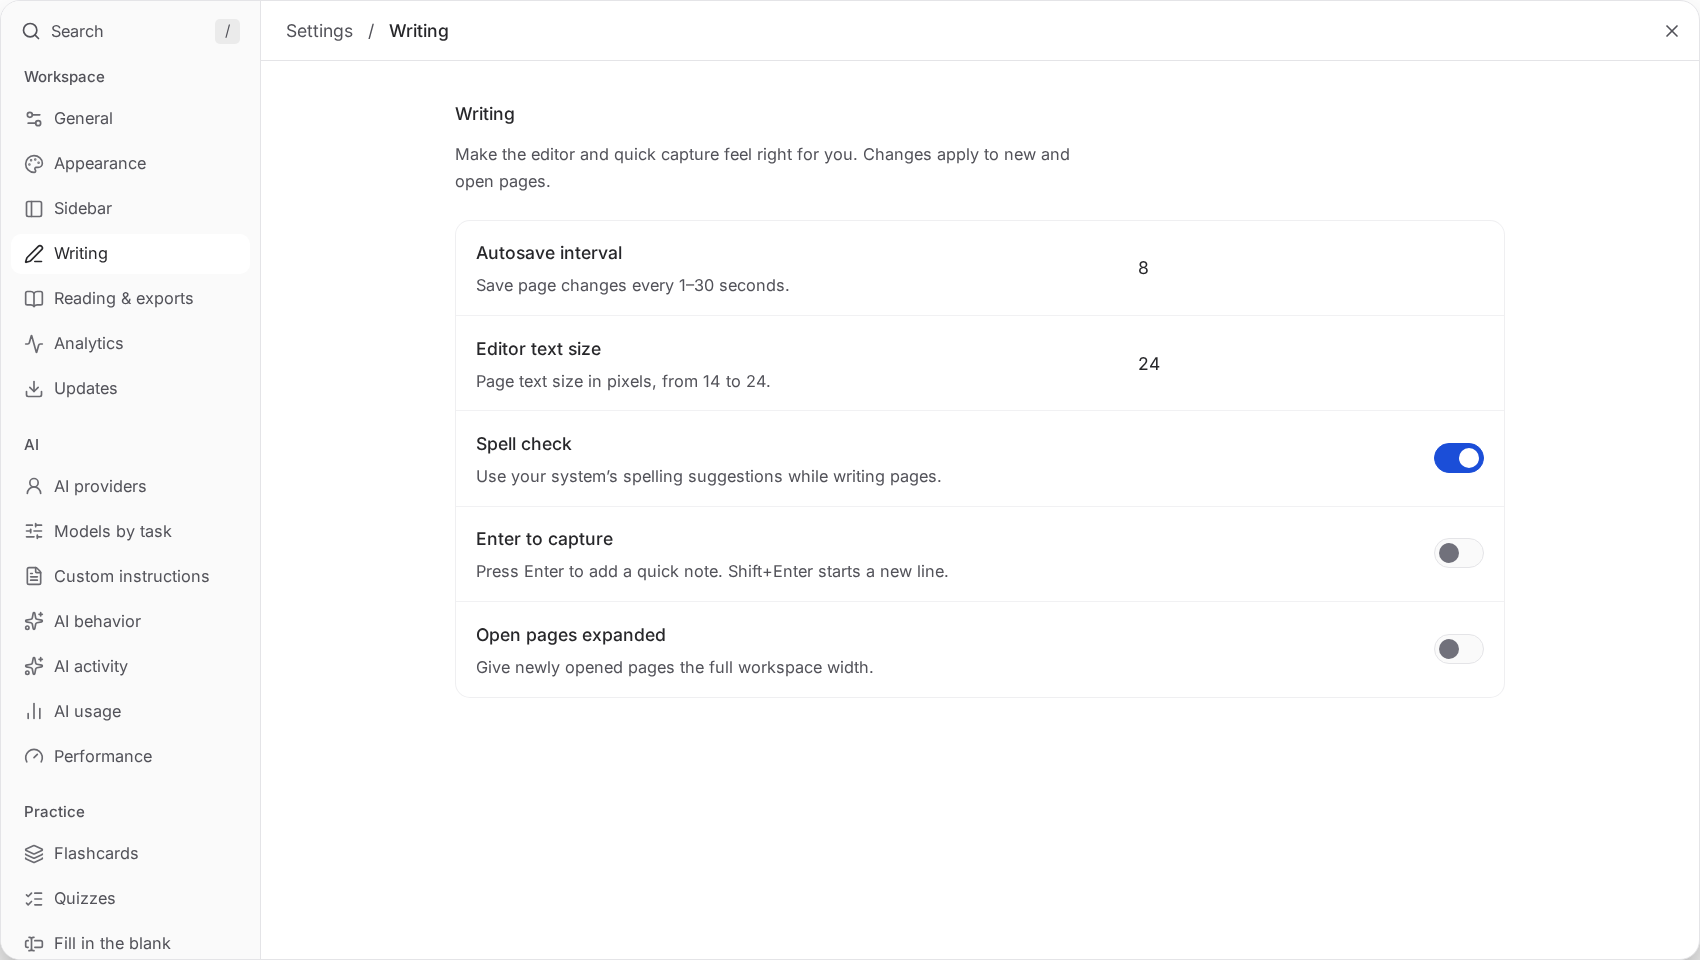 Search /
Workspace
General
Appearance
Sidebar
Writing
Reading & exports
Analytics
Updates
AI
AI providers
Models by task
Custom instructions
AI behavior
AI activity
AI usage
Performance
Practice
Flashcards
Quizzes
Fill in the blank
Settings / Writing
Writing
Make the editor and quick capture feel right for you. Changes apply to new and
open pages.
Autosave interval
Save page changes every 1–30 seconds.
8
Editor text size
Page text size in pixels, from 14 to 24.
24
Spell check
Use your system’s spelling suggestions while writing pages.
Enter to capture
Press Enter to add a quick note. Shift+Enter starts a new line.
Open pages expanded
Give newly opened pages the full workspace width.